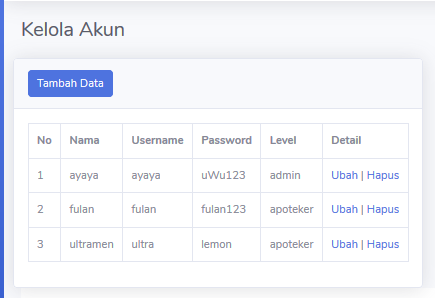 Kelola Akun
Tambah Data
No Nama Username Password Level Detail
1 ayaya ayaya uWu123 admin Ubah | Hapus
2 fulan fulan fulan123 apoteker Ubah | Hapus
3 ultramen ultra lemon apoteker Ubah | Hapus